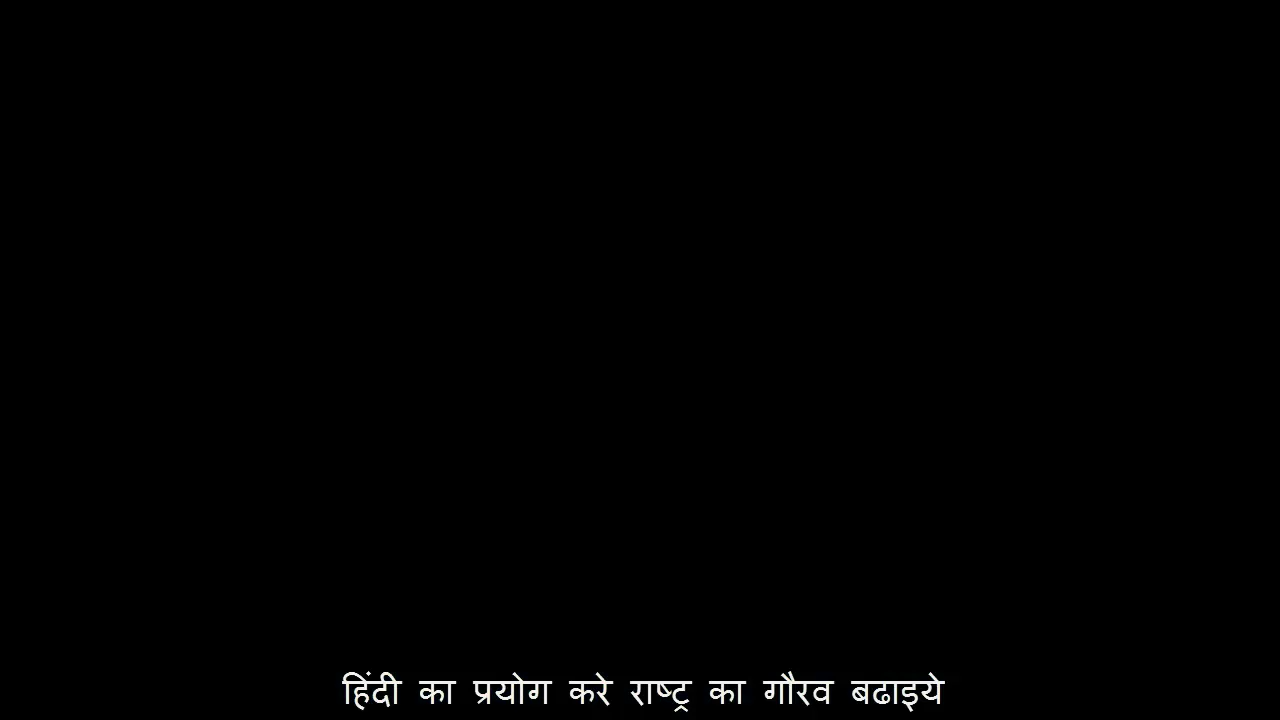 हिंदी का प्रयोग करे राष्ट्र का गौरव बढाइये